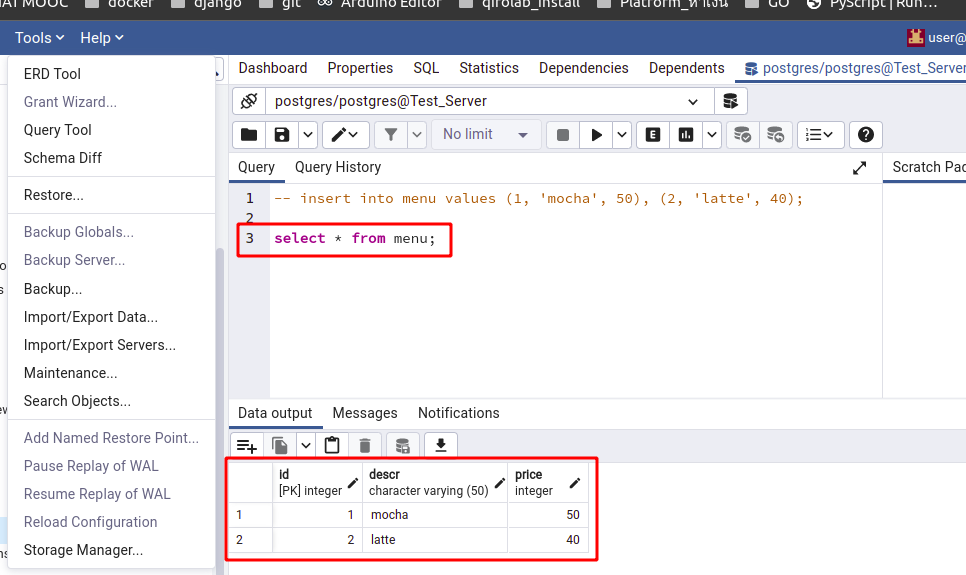 AT MOOC docker django git Arduino Editor qirolab_install Platform_ทำเงิน GO PyScript | Run…
Tools Help user@
ERD Tool
Grant Wizard...
Query Tool
Schema Diff
Restore...
Backup Globals...
Backup Server...
Backup...
Import/Export Data...
Import/Export Servers...
Maintenance...
Search Objects...
Add Named Restore Point...
Pause Replay of WAL
Resume Replay of WAL
Reload Configuration
Storage Manager...
Dashboard Properties SQL Statistics Dependencies Dependents postgres/postgres@Test_Server
postgres/postgres@Test_Server
No limit E
Query Query History Scratch Pad
1 -- insert into menu values (1, 'mocha', 50), (2, 'latte', 40);
2
3 select * from menu;
Data output Messages Notifications
id descr price
[PK] integer character varying (50) integer
1 1 mocha 50
2 2 latte 40